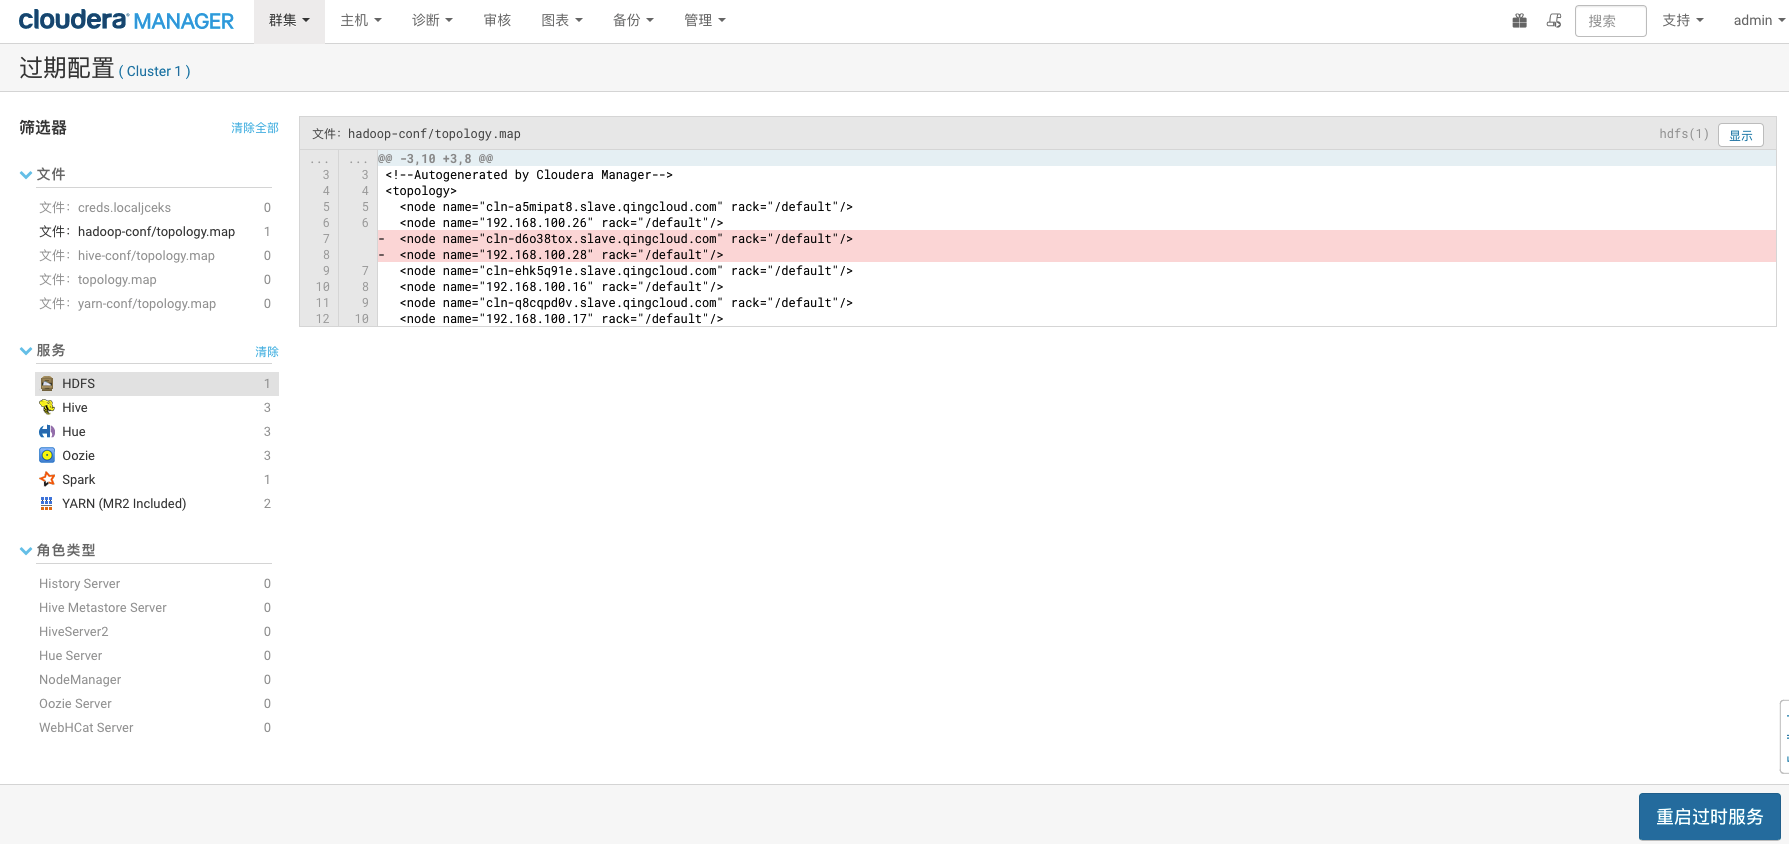 cloudera MANAGER 群集 主机 诊断 审核 图表 备份 管理 搜索 支持 admin
过期配置 ( Cluster 1 )
筛选器 清除全部
文件
文件： creds.localjceks 0
文件： hadoop-conf/topology.map 1
文件： hive-conf/topology.map 0
文件： topology.map 0
文件： yarn-conf/topology.map 0
服务 清除
HDFS 1
Hive 3
Hue 3
Oozie 3
Spark 1
YARN (MR2 Included) 2
角色类型
History Server 0
Hive Metastore Server 0
HiveServer2 0
Hue Server 0
NodeManager 0
Oozie Server 0
WebHCat Server 0
文件： hadoop-conf/topology.map hdfs(1) 显示
... ... @@ -3,10 +3,8 @@
3 3 <!--Autogenerated by Cloudera Manager-->
4 4 <topology>
5 5 <node name="cln-a5mipat8.slave.qingcloud.com" rack="/default"/>
6 6 <node name="192.168.100.26" rack="/default"/>
7 - <node name="cln-d6o38tox.slave.qingcloud.com" rack="/default"/>
8 - <node name="192.168.100.28" rack="/default"/>
9 7 <node name="cln-ehk5q91e.slave.qingcloud.com" rack="/default"/>
10 8 <node name="192.168.100.16" rack="/default"/>
11 9 <node name="cln-q8cqpd0v.slave.qingcloud.com" rack="/default"/>
12 10 <node name="192.168.100.17" rack="/default"/>
重启过时服务